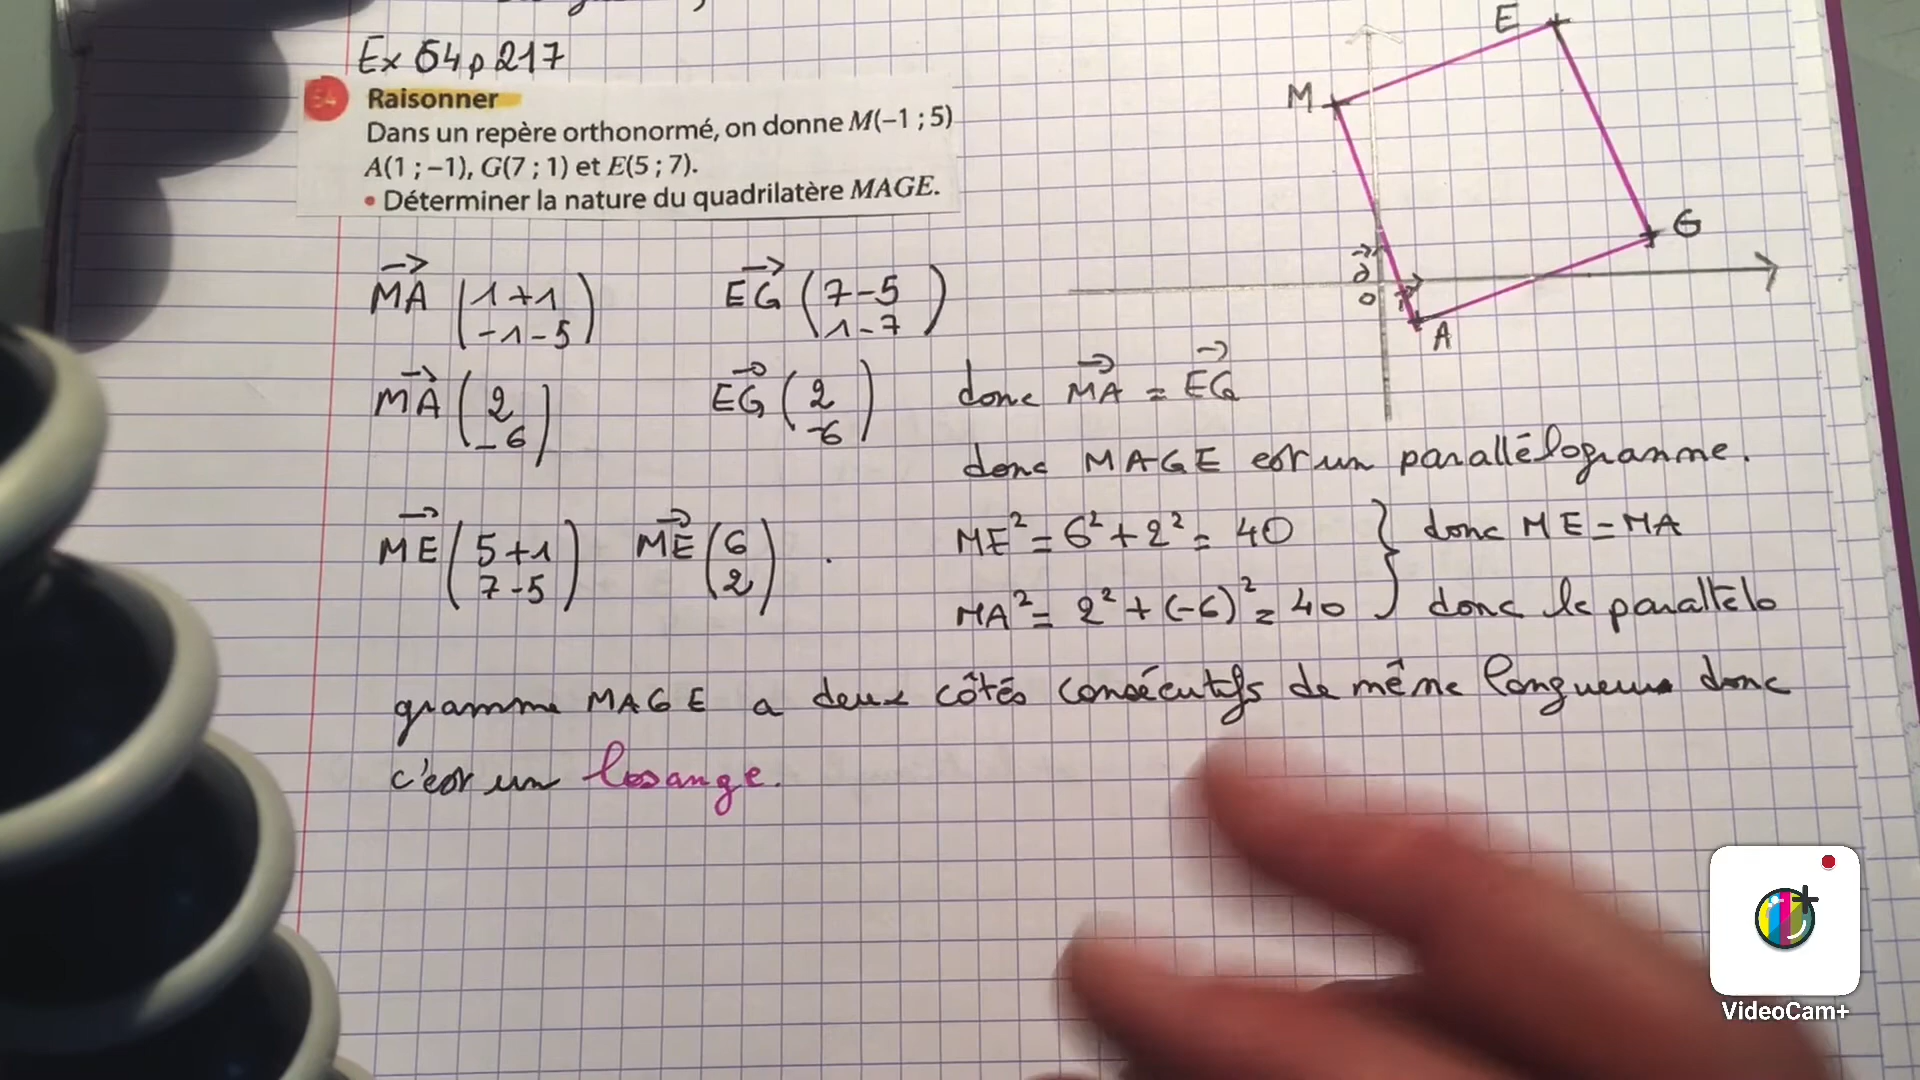 Ex 54 p 217
54 Raisonner
Dans un repère orthonormé, on donne M(−1 ; 5)
A(1 ; −1), G(7 ; 1) et E(5 ; 7).
• Déterminer la nature du quadrilatère MAGE.
E
M
G
j
O
i
A
MA⃗ (1+1 / -1-5) EG⃗ (7-5 / 1-7)
MA⃗ (2 / -6) EG⃗ (2 / -6) donc MA⃗ = EG⃗
donc MAGE est un parallélogramme.
ME⃗ (5+1 / 7-5) ME⃗ (6 / 2) . ME² = 6² + 2² = 40 } donc ME = MA
MA² = 2² + (-6)² = 40 } donc le parallélo
gramme MAGE a deux côtés consécutifs de même longueur donc
c'est un losange.
VideoCam+